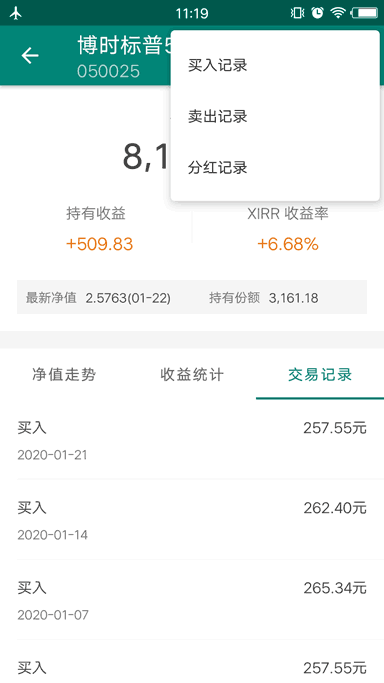 11:19
博时标普5
050025
买入记录
卖出记录
分红记录
8,1
持有收益
XIRR 收益率
+509.83
+6.68%
最新净值 2.5763(01-22) 持有份额 3,161.18
净值走势 收益统计 交易记录
买入 257.55元
2020-01-21
买入 262.40元
2020-01-14
买入 265.34元
2020-01-07
买入 257.55元